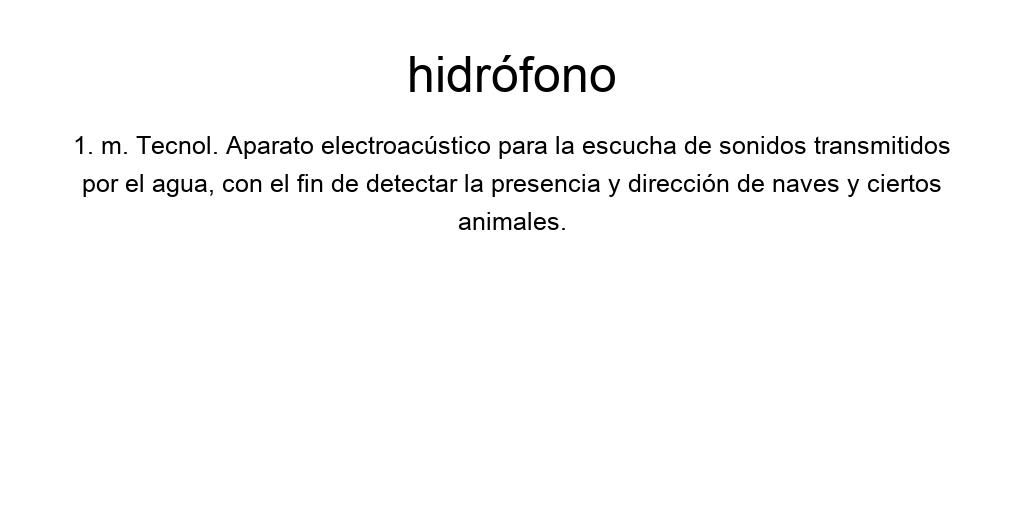 hidrófono
1. m. Tecnol. Aparato electroacústico para la escucha de sonidos transmitidos
por el agua, con el fin de detectar la presencia y dirección de naves y ciertos
animales.